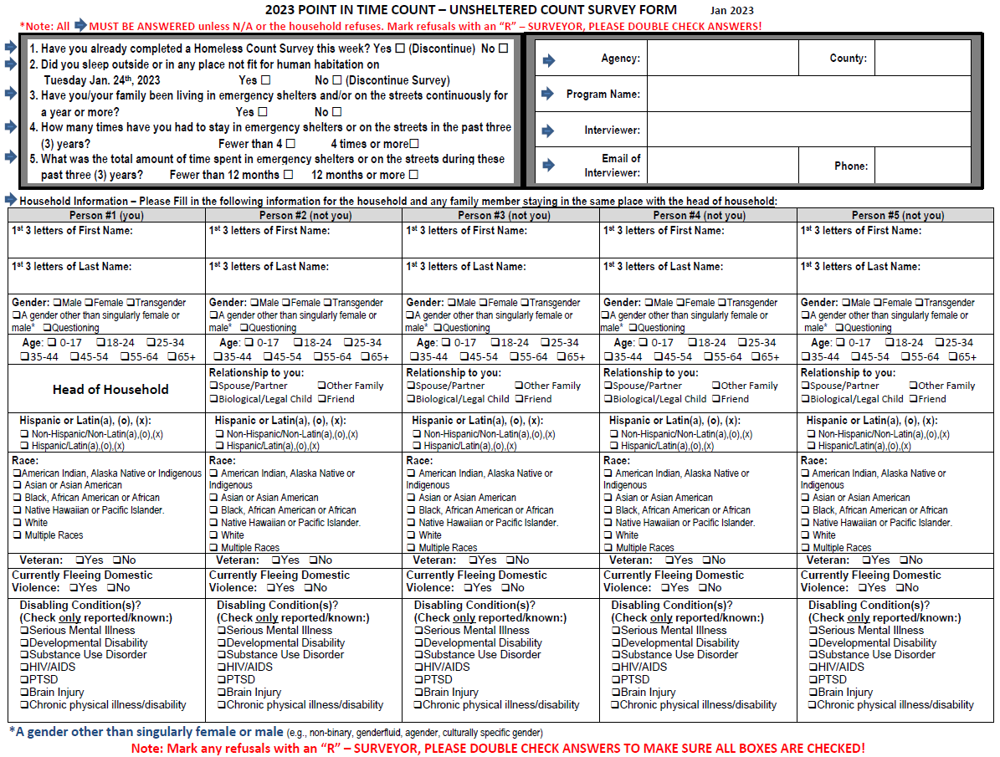 2023 POINT IN TIME COUNT – UNSHELTERED COUNT SURVEY FORM Jan 2023
*Note: All MUST BE ANSWERED unless N/A or the household refuses. Mark refusals with an “R” – SURVEYOR, PLEASE DOUBLE CHECK ANSWERS!
1. Have you already completed a Homeless Count Survey this week? Yes ☐ (Discontinue) No ☐
2. Did you sleep outside or in any place not fit for human habitation on
Tuesday Jan. 24th, 2023 Yes ☐ No ☐ (Discontinue Survey)
3. Have you/your family been living in emergency shelters and/or on the streets continuously for
a year or more? Yes ☐ No ☐
4. How many times have you had to stay in emergency shelters or on the streets in the past three
(3) years? Fewer than 4 ☐ 4 times or more☐
5. What was the total amount of time spent in emergency shelters or on the streets during these
past three (3) years? Fewer than 12 months ☐ 12 months or more ☐
Agency: County:
Program Name:
Interviewer:
Email of
Interviewer: Phone:
Household Information – Please Fill in the following information for the household and any family member staying in the same place with the head of household:
Person #1 (you) Person #2 (not you) Person #3 (not you) Person #4 (not you) Person #5 (not you)
1st 3 letters of First Name: 1st 3 letters of First Name: 1st 3 letters of First Name: 1st 3 letters of First Name: 1st 3 letters of First Name:
1st 3 letters of Last Name: 1st 3 letters of Last Name: 1st 3 letters of Last Name: 1st 3 letters of Last Name: 1st 3 letters of Last Name:
Gender: ❑Male ❑Female ❑Transgender Gender: ❑Male ❑Female ❑Transgender Gender: ❑Male ❑Female ❑Transgender Gender: ❑Male ❑Female ❑Transgender Gender: ❑Male ❑Female ❑Transgender
❑A gender other than singularly female or ❑A gender other than singularly female or ❑A gender other than singularly female or ❑A gender other than singularly female or ❑A gender other than singularly female or
male* ❑Questioning male* ❑Questioning male* ❑Questioning male* ❑Questioning male* ❑Questioning
Age: ❑ 0-17 ❑18-24 ❑25-34 Age: ❑ 0-17 ❑18-24 ❑25-34 Age: ❑ 0-17 ❑18-24 ❑25-34 Age: ❑ 0-17 ❑18-24 ❑25-34 Age: ❑ 0-17 ❑18-24 ❑25-34
❑35-44 ❑45-54 ❑55-64 ❑65+ ❑35-44 ❑45-54 ❑55-64 ❑65+ ❑35-44 ❑45-54 ❑55-64 ❑65+ ❑35-44 ❑45-54 ❑55-64 ❑65+ ❑35-44 ❑45-54 ❑55-64 ❑65+
Relationship to you: Relationship to you: Relationship to you: Relationship to you:
Head of Household ❑Spouse/Partner ❑Other Family ❑Spouse/Partner ❑Other Family ❑Spouse/Partner ❑Other Family ❑Spouse/Partner ❑Other Family
❑Biological/Legal Child ❑Friend ❑Biological/Legal Child ❑Friend ❑Biological/Legal Child ❑Friend ❑Biological/Legal Child ❑Friend
Hispanic or Latin(a), (o), (x): Hispanic or Latin(a), (o), (x): Hispanic or Latin(a), (o), (x): Hispanic or Latin(a), (o), (x): Hispanic or Latin(a), (o), (x):
❑ Non-Hispanic/Non-Latin(a),(o),(x) ❑ Non-Hispanic/Non-Latin(a),(o),(x) ❑ Non-Hispanic/Non-Latin(a),(o),(x) ❑ Non-Hispanic/Non-Latin(a),(o),(x) ❑ Non-Hispanic/Non-Latin(a),(o),(x)
❑ Hispanic/Latin(a),(o),(x) ❑ Hispanic/Latin(a),(o),(x) ❑ Hispanic/Latin(a),(o),(x) ❑ Hispanic/Latin(a),(o),(x) ❑ Hispanic/Latin(a),(o),(x)
Race: Race: Race: Race: Race:
❑American Indian, Alaska Native or Indigenous ❑ American Indian, Alaska Native or ❑ American Indian, Alaska Native or ❑ American Indian, Alaska Native or ❑ American Indian, Alaska Native or
❑ Asian or Asian American Indigenous Indigenous Indigenous Indigenous
❑ Black, African American or African ❑ Asian or Asian American ❑ Asian or Asian American ❑ Asian or Asian American ❑ Asian or Asian American
❑ Native Hawaiian or Pacific Islander. ❑ Black, African American or African ❑ Black, African American or African ❑ Black, African American or African ❑ Black, African American or African
❑ White ❑ Native Hawaiian or Pacific Islander. ❑ Native Hawaiian or Pacific Islander. ❑ Native Hawaiian or Pacific Islander. ❑ Native Hawaiian or Pacific Islander.
❑ Multiple Races ❑ White ❑ White ❑ White ❑ White
❑ Multiple Races ❑ Multiple Races ❑ Multiple Races ❑ Multiple Races
Veteran: ❑Yes ❑No Veteran: ❑Yes ❑No Veteran: ❑Yes ❑No Veteran: ❑Yes ❑No Veteran: ❑Yes ❑No
Currently Fleeing Domestic Currently Fleeing Domestic Currently Fleeing Domestic Currently Fleeing Domestic Currently Fleeing Domestic
Violence: ❑Yes ❑No Violence: ❑Yes ❑No Violence: ❑Yes ❑No Violence: ❑Yes ❑No Violence: ❑Yes ❑No
Disabling Condition(s)? Disabling Condition(s)? Disabling Condition(s)? Disabling Condition(s)? Disabling Condition(s)?
(Check only reported/known:) (Check only reported/known:) (Check only reported/known:) (Check only reported/known:) (Check only reported/known:)
❑Serious Mental Illness ❑Serious Mental Illness ❑Serious Mental Illness ❑Serious Mental Illness ❑Serious Mental Illness
❑Developmental Disability ❑Developmental Disability ❑Developmental Disability ❑Developmental Disability ❑Developmental Disability
❑Substance Use Disorder ❑Substance Use Disorder ❑Substance Use Disorder ❑Substance Use Disorder ❑Substance Use Disorder
❑HIV/AIDS ❑HIV/AIDS ❑HIV/AIDS ❑HIV/AIDS ❑HIV/AIDS
❑PTSD ❑PTSD ❑PTSD ❑PTSD ❑PTSD
❑Brain Injury ❑Brain Injury ❑Brain Injury ❑Brain Injury ❑Brain Injury
❑Chronic physical illness/disability ❑Chronic physical illness/disability ❑Chronic physical illness/disability ❑Chronic physical illness/disability ❑Chronic physical illness/disability
*A gender other than singularly female or male (e.g., non-binary, genderfluid, agender, culturally specific gender)
Note: Mark any refusals with an “R” – SURVEYOR, PLEASE DOUBLE CHECK ANSWERS TO MAKE SURE ALL BOXES ARE CHECKED!